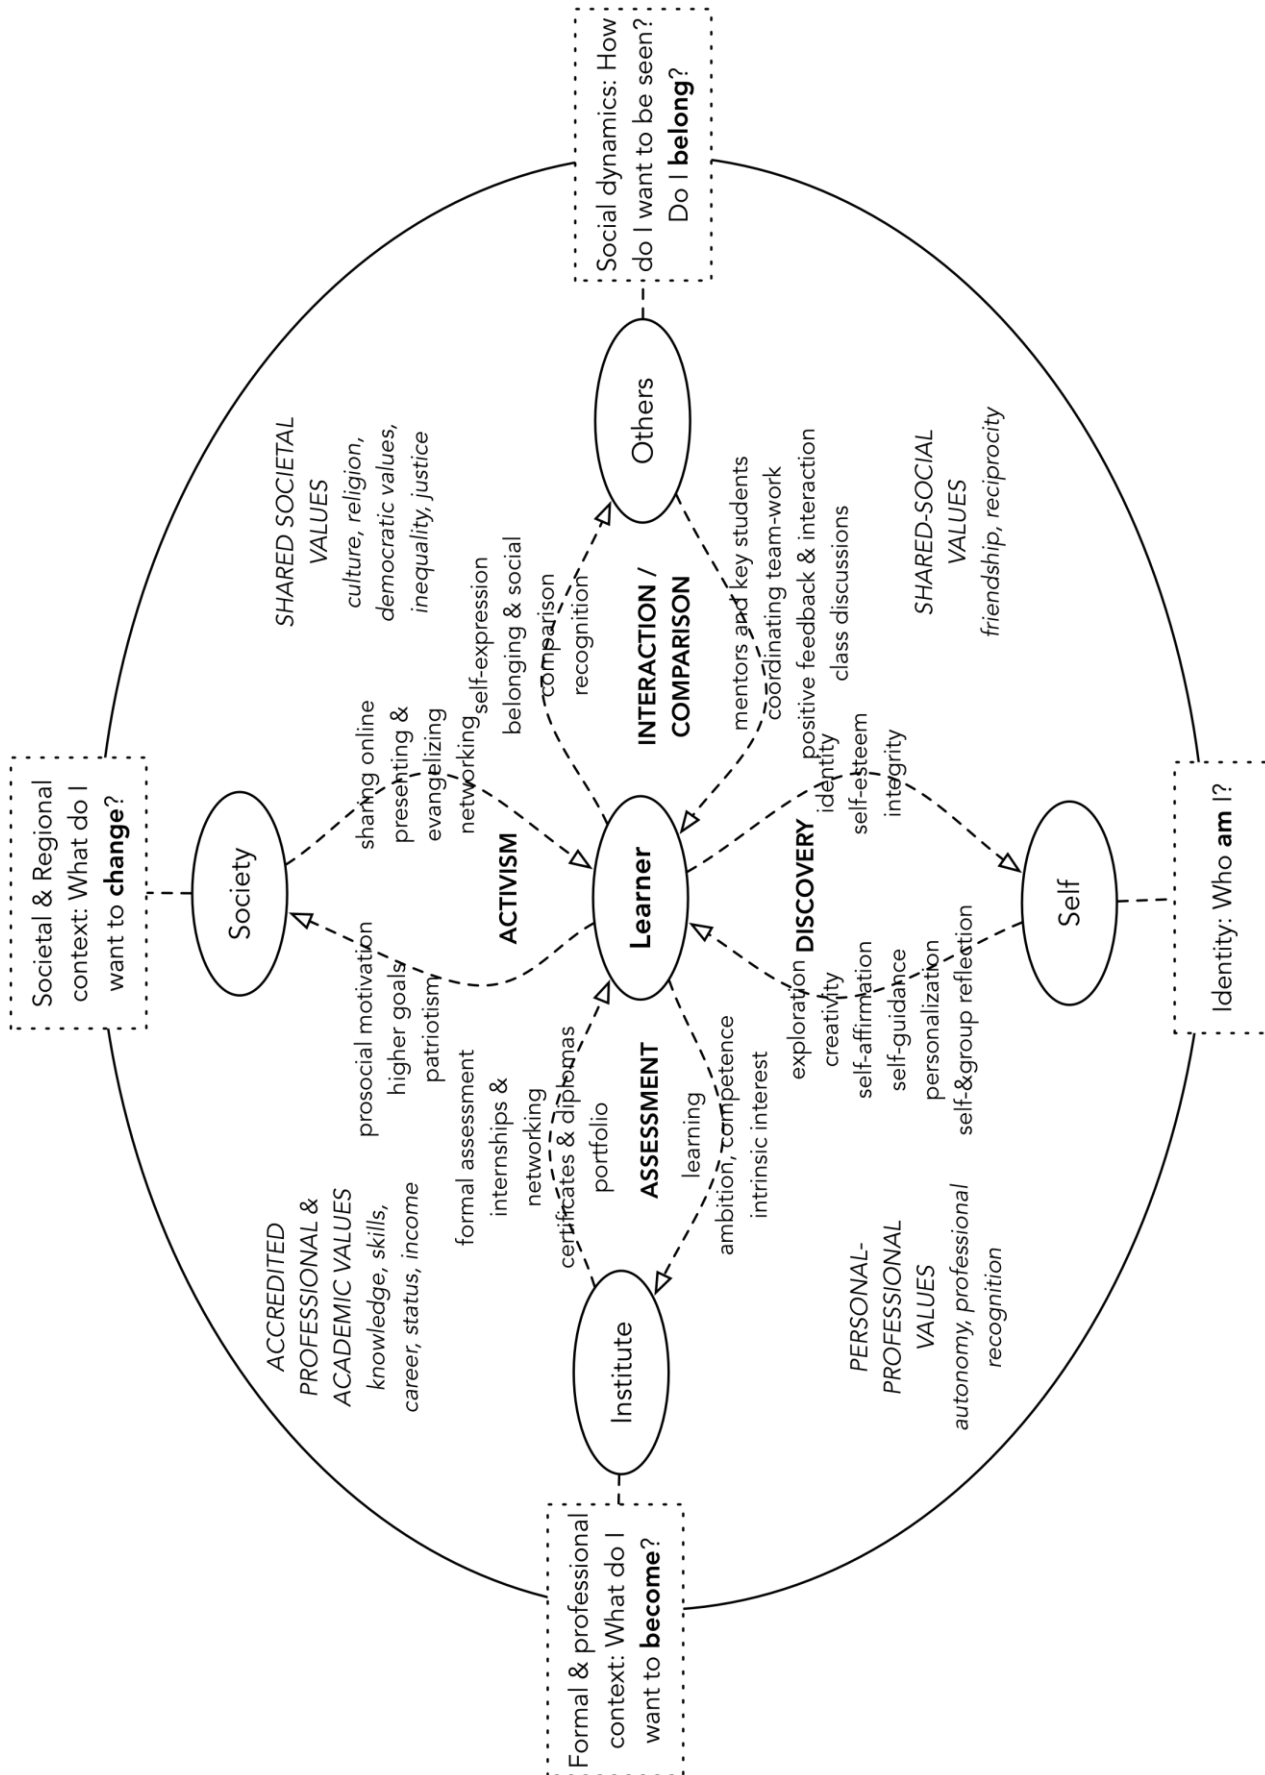 Societal & Regional
context: What do I
want to change?
Society
ACCREDITED
PROFESSIONAL &
ACADEMIC VALUES
knowledge, skills,
career, status, income
SHARED SOCIETAL
VALUES
culture, religion,
democratic values,
inequality, justice
prosocial motivation
higher goals
patriotism
sharing online
presenting &
evangelizing
networking
ACTIVISM
formal assessment
internships &
networking
certificates & diplomas
portfolio
self-expression
belonging & social
comparison
recognition
Formal & professional
context: What do I
want to become?
Institute
ASSESSMENT
Learner
INTERACTION /
COMPARISON
Others
Social dynamics: How
do I want to be seen?
Do I belong?
learning
ambition, competence
intrinsic interest
mentors and key students
coordinating team-work
positive feedback & interaction
class discussions
DISCOVERY
exploration
creativity
self-affirmation
self-guidance
personalization
self-&group reflection
identity
self-esteem
integrity
PERSONAL-
PROFESSIONAL
VALUES
autonomy, professional
recognition
SHARED-SOCIAL
VALUES
friendship, reciprocity
Self
Identity: Who am I?